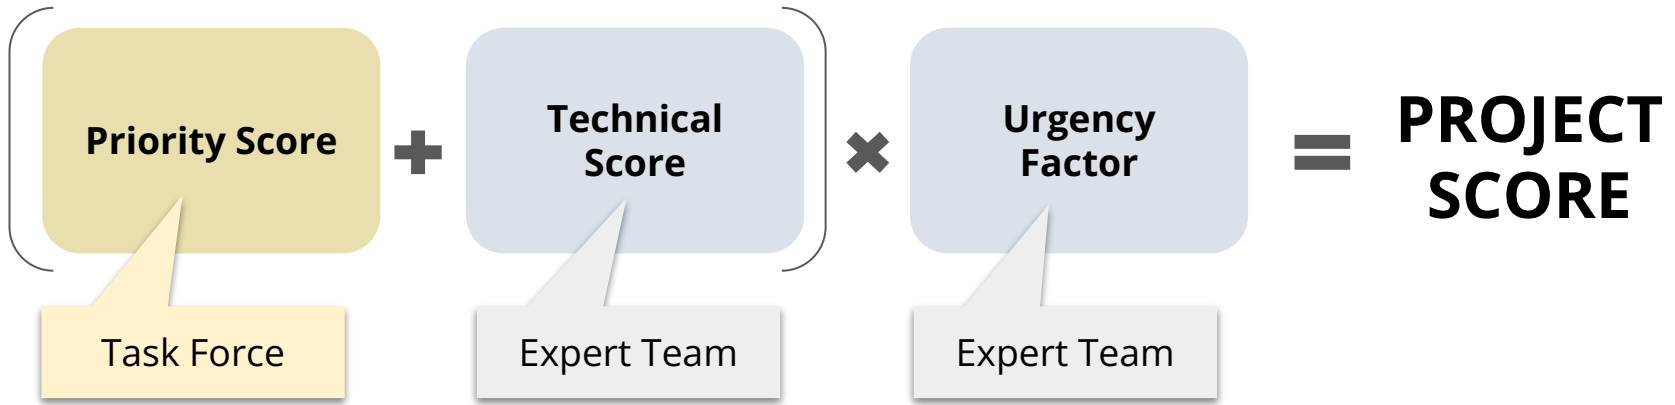 Priority Score
Technical
Score
Urgency
Factor
PROJECT
SCORE
Task Force
Expert Team
Expert Team